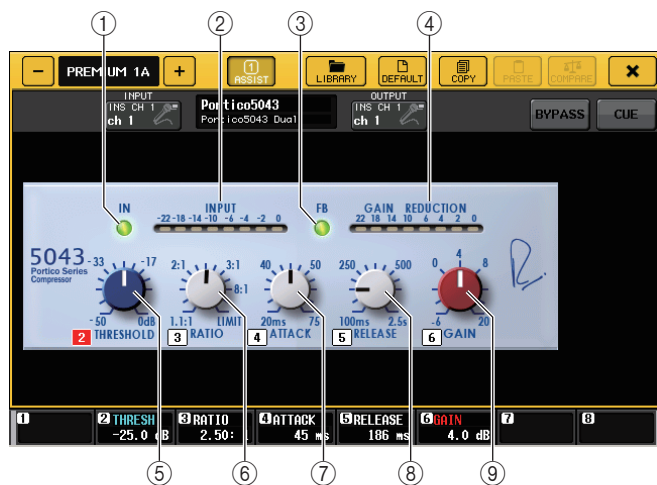 ① ② ③ ④
PREMIUM 1A
1
ASSIST
LIBRARY
DEFAULT
COPY
PASTE
COMPARE
INPUT
INS CH 1
ch 1
Portico5043
Portico5043 Dual
OUTPUT
INS CH 1
ch 1
BYPASS
CUE
IN
INPUT
-22 -18 -14 -10 -6 -4 -2 0
FB
GAIN REDUCTION
22 18 14 10 6 4 2 0
5043
Portico Series
Compressor
-33 -17
-50 0dB
2 THRESHOLD
2:1 3:1
8:1
1.1:1 LIMIT
3 RATIO
40 50
20ms 75
4 ATTACK
250 500
100ms 2.5s
5 RELEASE
0 4 8
-6 20
6 GAIN
1
2 THRESH
-25.0 dB
3 RATIO
2.50: 1
4 ATTACK
45 ms
5 RELEASE
186 ms
6 GAIN
4.0 dB
7
8
⑤ ⑥ ⑦ ⑧ ⑨